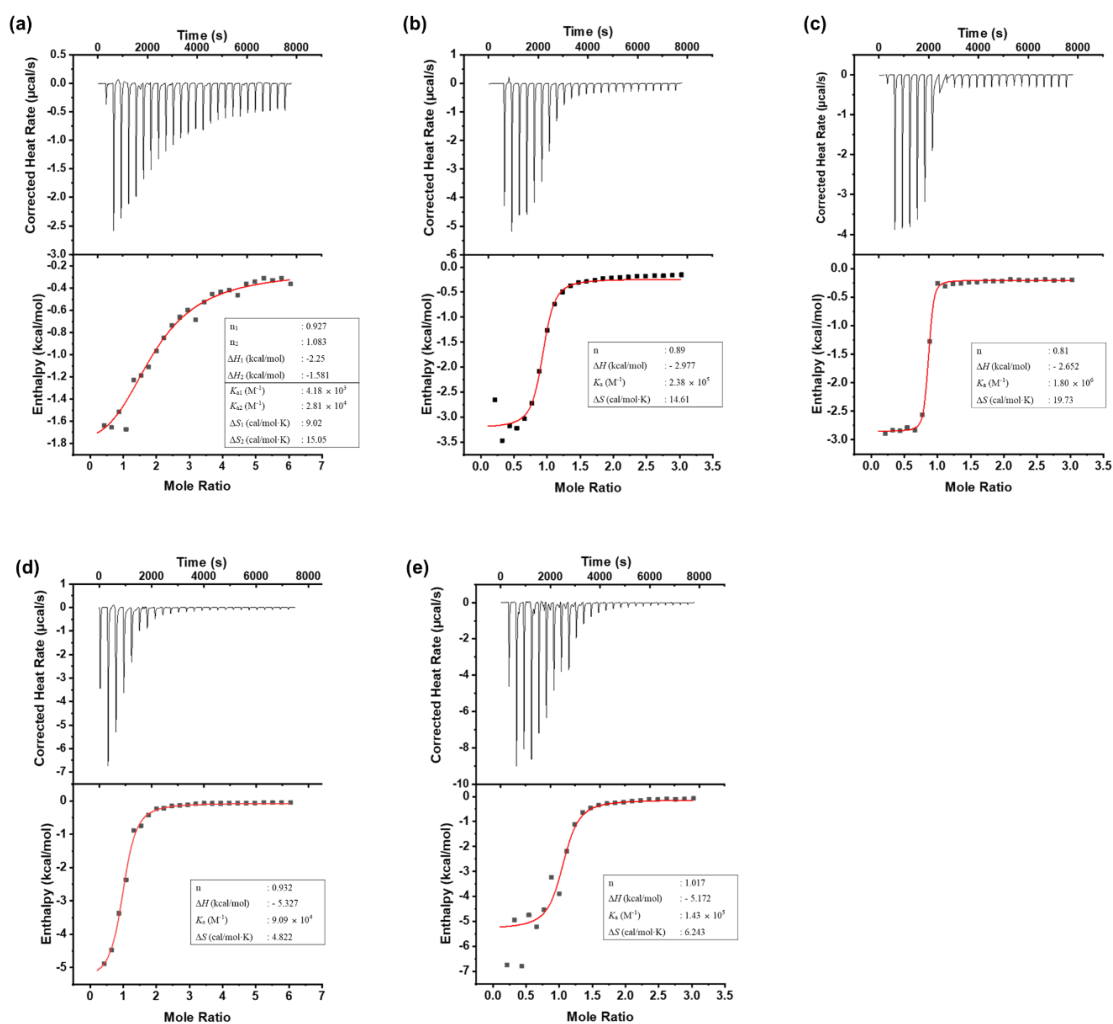 (a)
Time (s)
0 2000 4000 6000 8000
Corrected Heat Rate (µcal/s)
0.5
0.0
-0.5
-1.0
-1.5
-2.0
-2.5
-3.0
Enthalpy (kcal/mol)
-0.2
-0.4
-0.6
-0.8
-1.0
-1.2
-1.4
-1.6
-1.8
n₁ : 0.927
n₂ : 1.083
ΔH₁ (kcal/mol) : -2.25
ΔH₂ (kcal/mol) : -1.581
Kₐ₁ (M⁻¹) : 4.18 × 10³
Kₐ₂ (M⁻¹) : 2.81 × 10⁴
ΔS₁ (cal/mol·K) : 9.02
ΔS₂ (cal/mol·K) : 15.05
0 1 2 3 4 5 6 7
Mole Ratio
(b)
Time (s)
0 2000 4000 6000 8000
Corrected Heat Rate (µcal/s)
1
0
-1
-2
-3
-4
-5
-6
Enthalpy (kcal/mol)
0.0
-0.5
-1.0
-1.5
-2.0
-2.5
-3.0
-3.5
n : 0.89
ΔH (kcal/mol) : - 2.977
Kₐ (M⁻¹) : 2.38 × 10⁵
ΔS (cal/mol·K) : 14.61
0.0 0.5 1.0 1.5 2.0 2.5 3.0 3.5
Mole Ratio
(c)
Time (s)
0 2000 4000 6000 8000
Corrected Heat Rate (µcal/s)
0
-2
-4
Enthalpy (kcal/mol)
0.0
-0.5
-1.0
-1.5
-2.0
-2.5
-3.0
n : 0.81
ΔH (kcal/mol) : - 2.652
Kₐ (M⁻¹) : 1.80 × 10⁶
ΔS (cal/mol·K) : 19.73
0.0 0.5 1.0 1.5 2.0 2.5 3.0 3.5
Mole Ratio
(d)
Time (s)
0 2000 4000 6000 8000
Corrected Heat Rate (µcal/s)
1
0
-1
-2
-3
-4
-5
-6
-7
Enthalpy (kcal/mol)
0
-1
-2
-3
-4
-5
n : 0.932
ΔH (kcal/mol) : - 5.327
Kₐ (M⁻¹) : 9.09 × 10⁴
ΔS (cal/mol·K) : 4.822
0 1 2 3 4 5 6 7
Mole Ratio
(e)
Time (s)
0 2000 4000 6000 8000
Corrected Heat Rate (µcal/s)
0
-2
-4
-6
-8
-10
Enthalpy (kcal/mol)
0
-1
-2
-3
-4
-5
-6
-7
n : 1.017
ΔH (kcal/mol) : - 5.172
Kₐ (M⁻¹) : 1.43 × 10⁵
ΔS (cal/mol·K) : 6.243
0.0 0.5 1.0 1.5 2.0 2.5 3.0 3.5
Mole Ratio